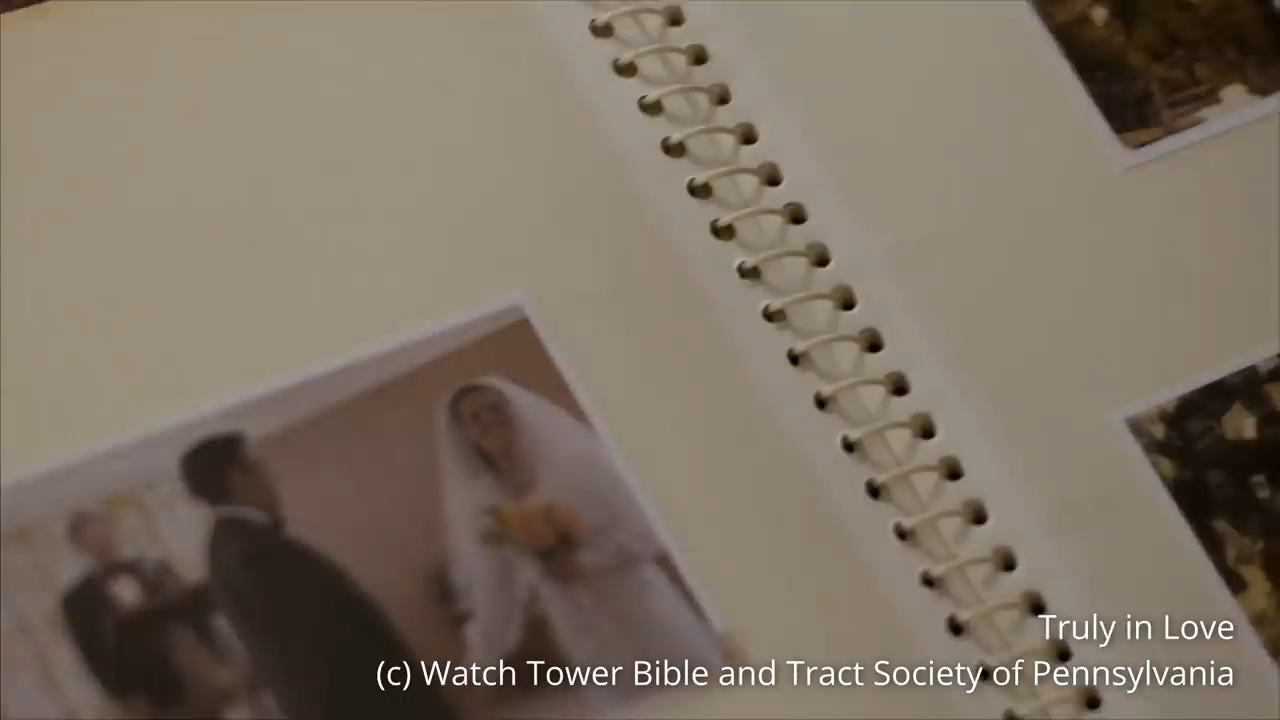 Truly in Love
(c) Watch Tower Bible and Tract Society of Pennsylvania